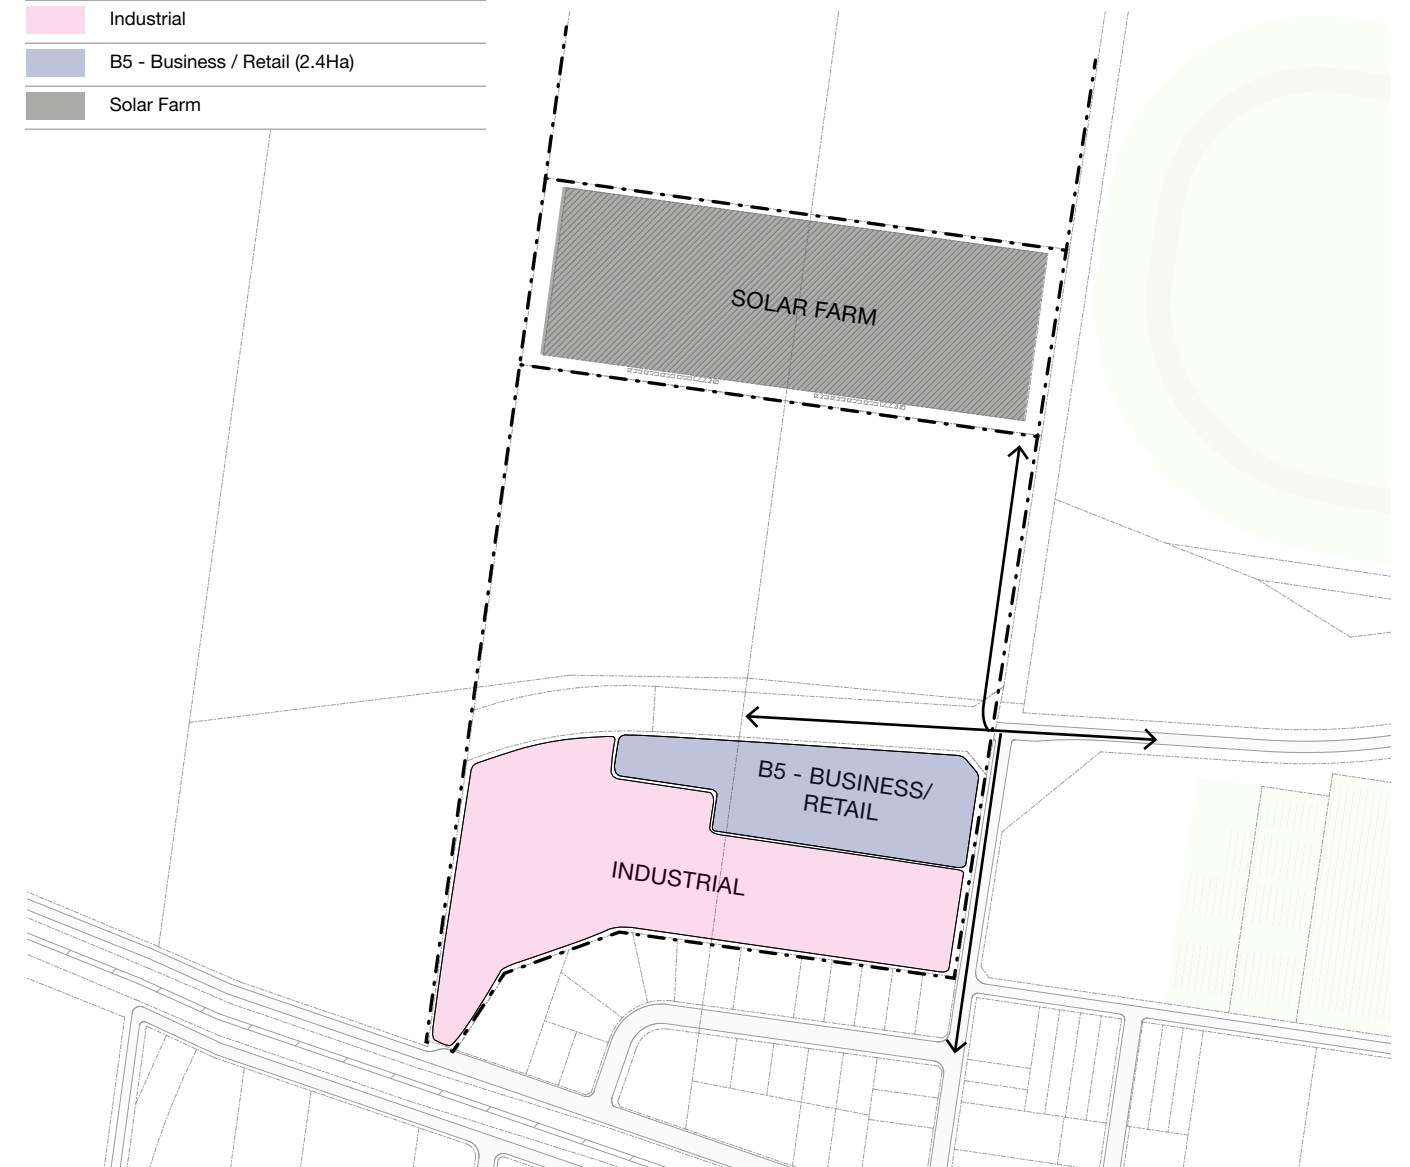 Industrial
B5 - Business / Retail (2.4Ha)
Solar Farm
SOLAR FARM
B5 - BUSINESS/
RETAIL
INDUSTRIAL